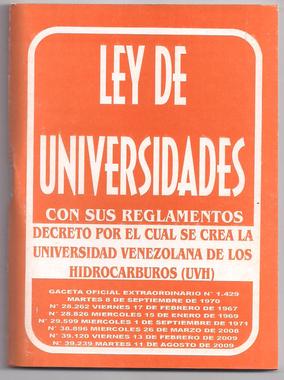 LEY DE
UNIVERSIDADES
CON SUS REGLAMENTOS
DECRETO POR EL CUAL SE CREA LA
UNIVERSIDAD VENEZOLANA DE LOS
HIDROCARBUROS (UVH)
GACETA OFICIAL EXTRAORDINARIO N° 1.429
MARTES 8 DE SEPTIEMBRE DE 1970
N° 28.262 VIERNES 17 DE FEBRERO DE 1967
N° 28.826 MIERCOLES 15 DE ENERO DE 1969
N° 29.599 MIERCOLES 1 DE SEPTIEMBRE DE 1971
N° 38.896 MIERCOLES 26 DE MARZO DE 2008
N° 39.120 VIERNES 13 DE FEBRERO DE 2009
N° 39.239 MARTES 11 DE AGOSTO DE 2009